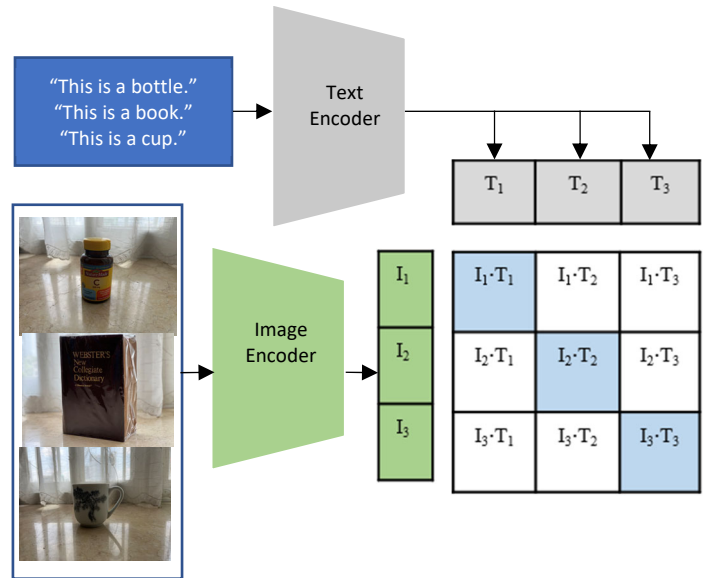 “This is a bottle.”
“This is a book.”
“This is a cup.”
Text
Encoder
T₁ T₂ T₃
C
WEBSTER'S
New
Collegiate
Dictionary
Image
Encoder
I₁
I₂
I₃
I₁·T₁ I₁·T₂ I₁·T₃
I₂·T₁ I₂·T₂ I₂·T₃
I₃·T₁ I₃·T₂ I₃·T₃